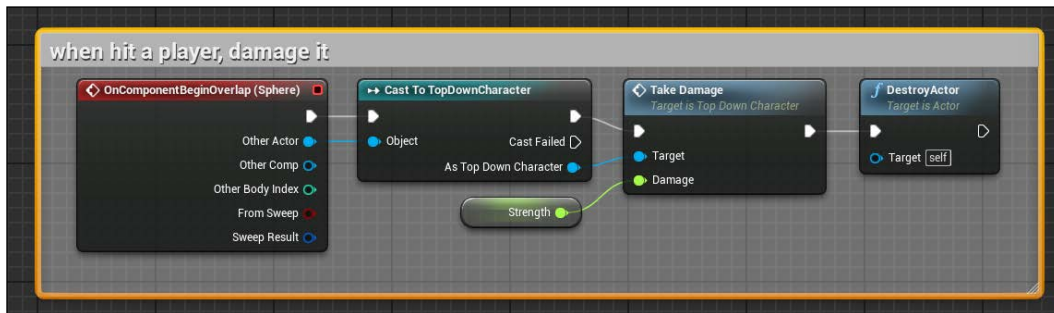 when hit a player, damage it
OnComponentBeginOverlap (Sphere)
Other Actor
Other Comp
Other Body Index
From Sweep
Sweep Result
Cast To TopDownCharacter
Object
Cast Failed
As Top Down Character
Strength
Take Damage
Target is Top Down Character
Target
Damage
DestroyActor
Target is Actor
Target self